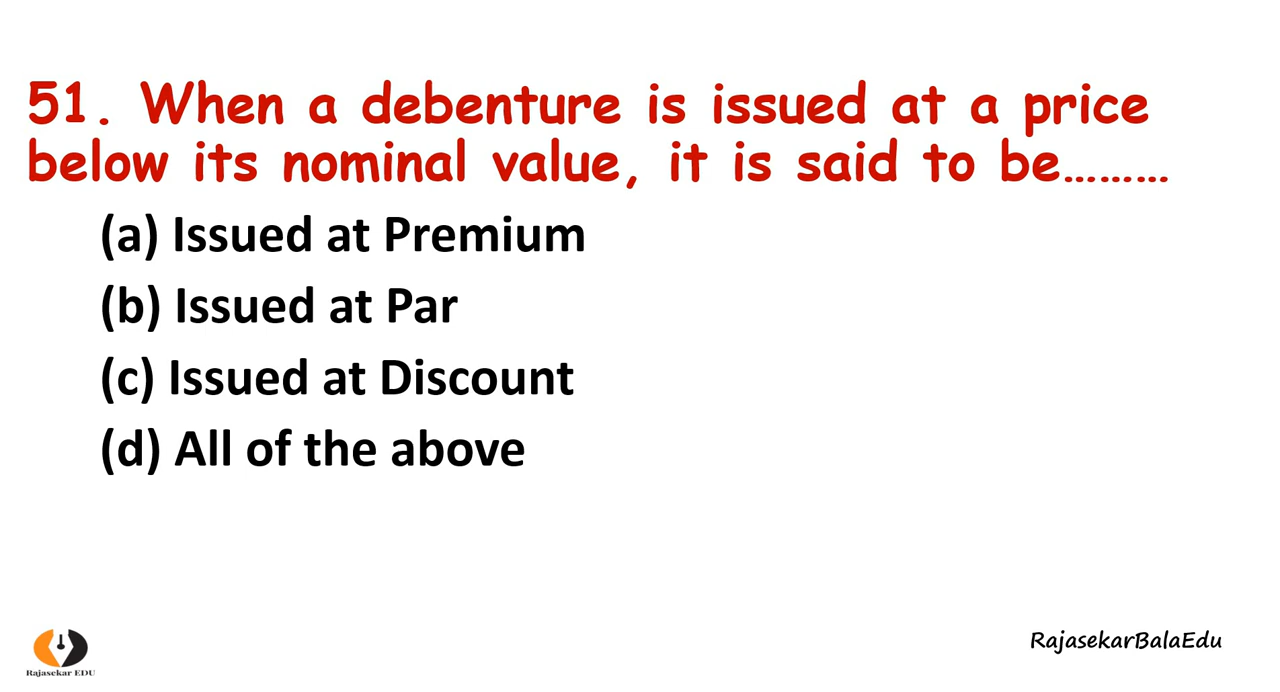 51. When a debenture is issued at a price
below its nominal value, it is said to be.........
(a) Issued at Premium
(b) Issued at Par
(c) Issued at Discount
(d) All of the above
RajasekarBalaEdu
Rajasekar EDU